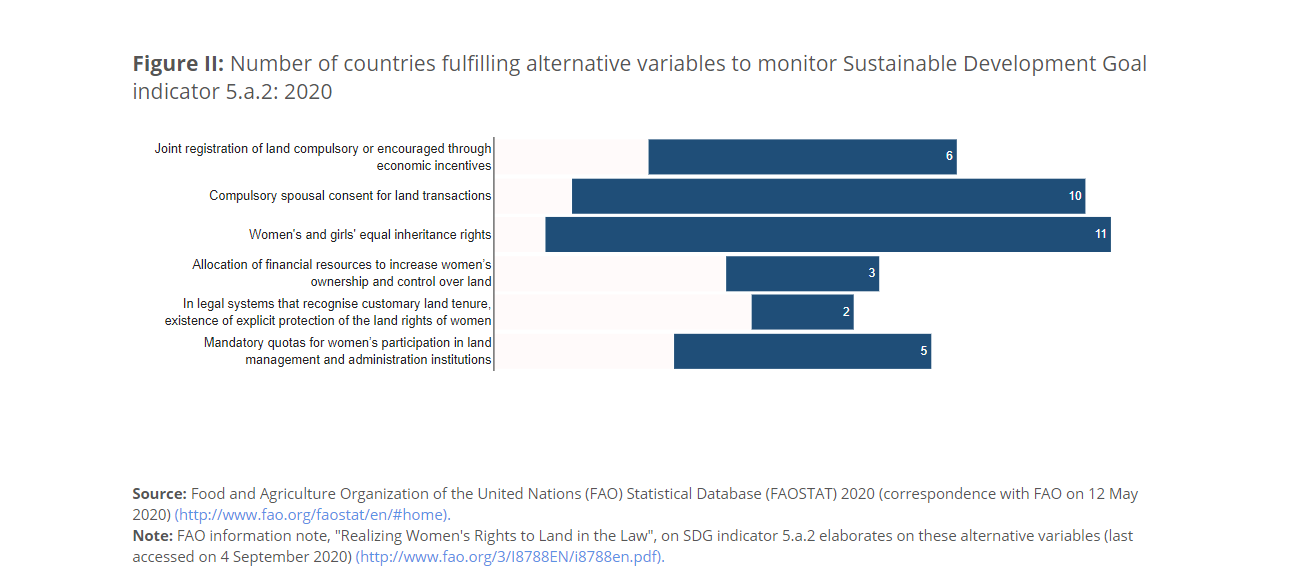 Figure II: Number of countries fulfilling alternative variables to monitor Sustainable Development Goal
indicator 5.a.2: 2020
Joint registration of land compulsory or encouraged through
economic incentives
6
Compulsory spousal consent for land transactions
10
Women's and girls' equal inheritance rights
11
Allocation of financial resources to increase women's
ownership and control over land
3
In legal systems that recognise customary land tenure,
existence of explicit protection of the land rights of women
2
Mandatory quotas for women's participation in land
management and administration institutions
5
Source: Food and Agriculture Organization of the United Nations (FAO) Statistical Database (FAOSTAT) 2020 (correspondence with FAO on 12 May
2020) (http://www.fao.org/faostat/en/#home).
Note: FAO information note, "Realizing Women's Rights to Land in the Law", on SDG indicator 5.a.2 elaborates on these alternative variables (last
accessed on 4 September 2020) (http://www.fao.org/3/I8788EN/i8788en.pdf).